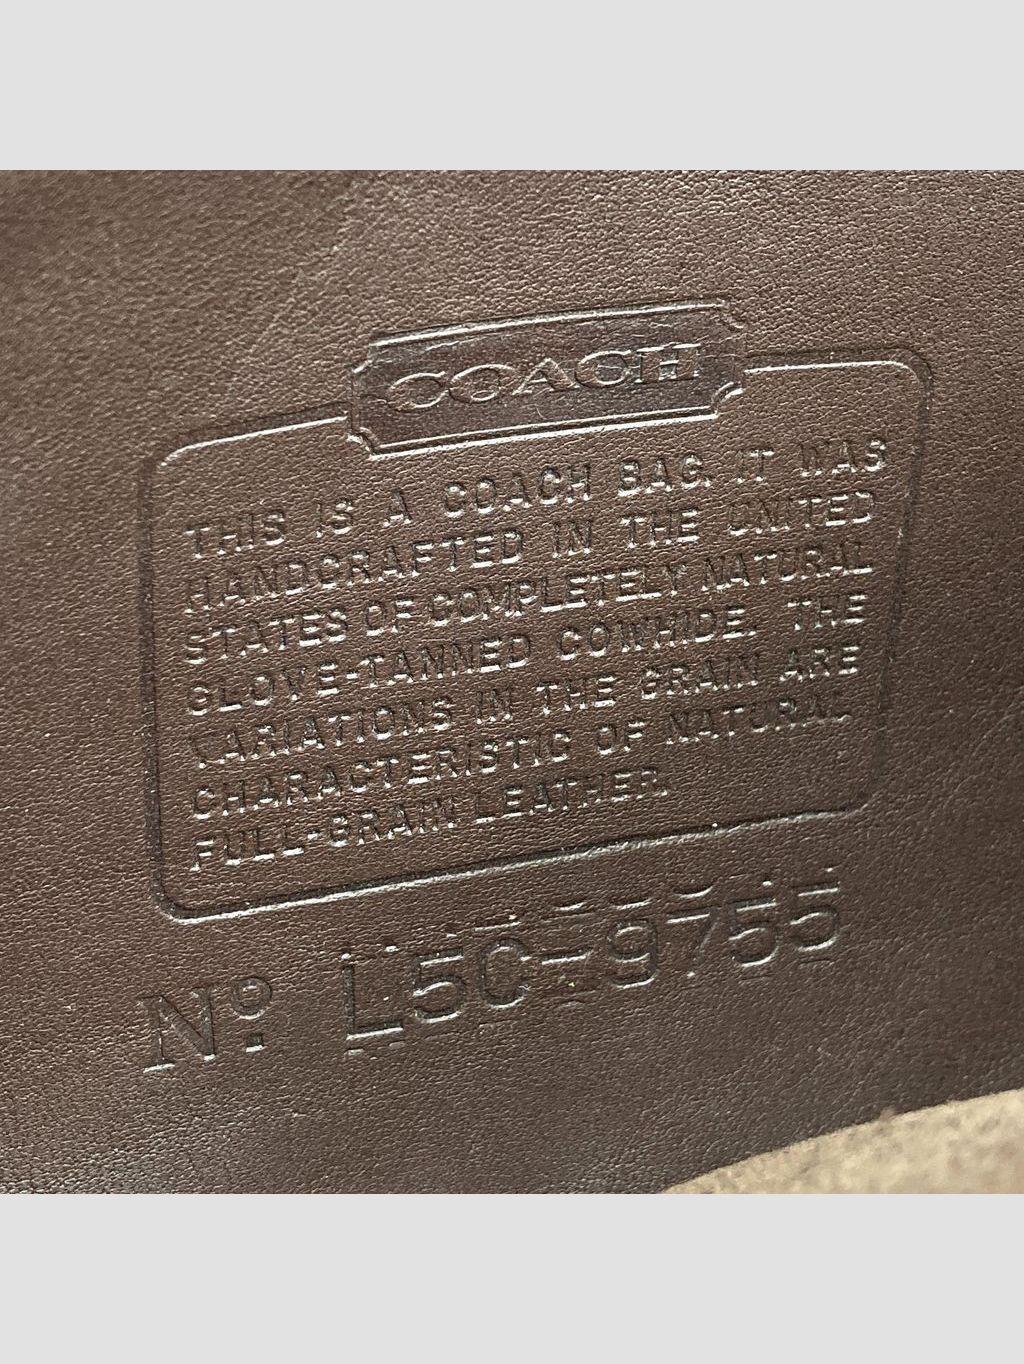 COACH
THIS IS A COACH BAG. IT WAS
HANDCRAFTED IN THE UNITED
STATES OF COMPLETELY NATURAL
GLOVE-TANNED COWHIDE. THE
VARIATIONS IN THE GRAIN ARE
CHARACTERISTIC OF NATURAL
FULL-GRAIN LEATHER.
Nº L5C-9755